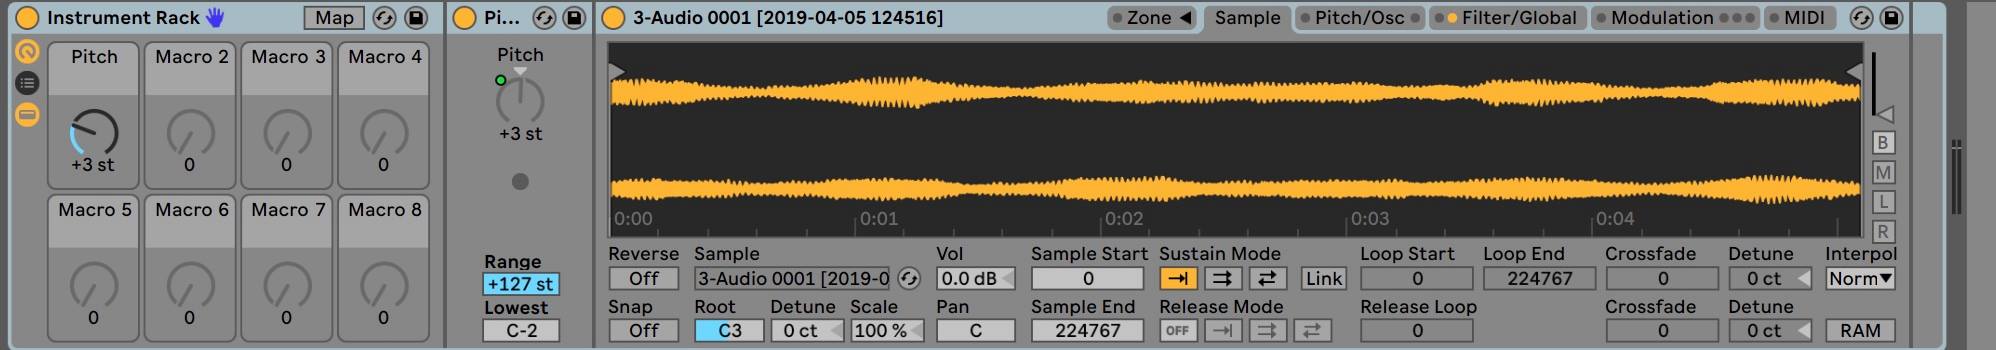 Instrument Rack Map
Pitch Macro 2 Macro 3 Macro 4
+3 st 0 0 0
Macro 5 Macro 6 Macro 7 Macro 8
0 0 0 0
Pi...
Pitch
+3 st
Range
+127 st
Lowest
C-2
3-Audio 0001 [2019-04-05 124516] Zone Sample Pitch/Osc Filter/Global Modulation MIDI
0:00 0:01 0:02 0:03 0:04
B
M
L
R
Reverse Sample Vol Sample Start Sustain Mode Loop Start Loop End Crossfade Detune Interpol
Off 3-Audio 0001 [2019-0 0.0 dB 0 Link 0 224767 0 0 ct Norm
Snap Root Detune Scale Pan Sample End Release Mode Release Loop Crossfade Detune
Off C3 0 ct 100 % C 224767 OFF 0 0 0 ct RAM